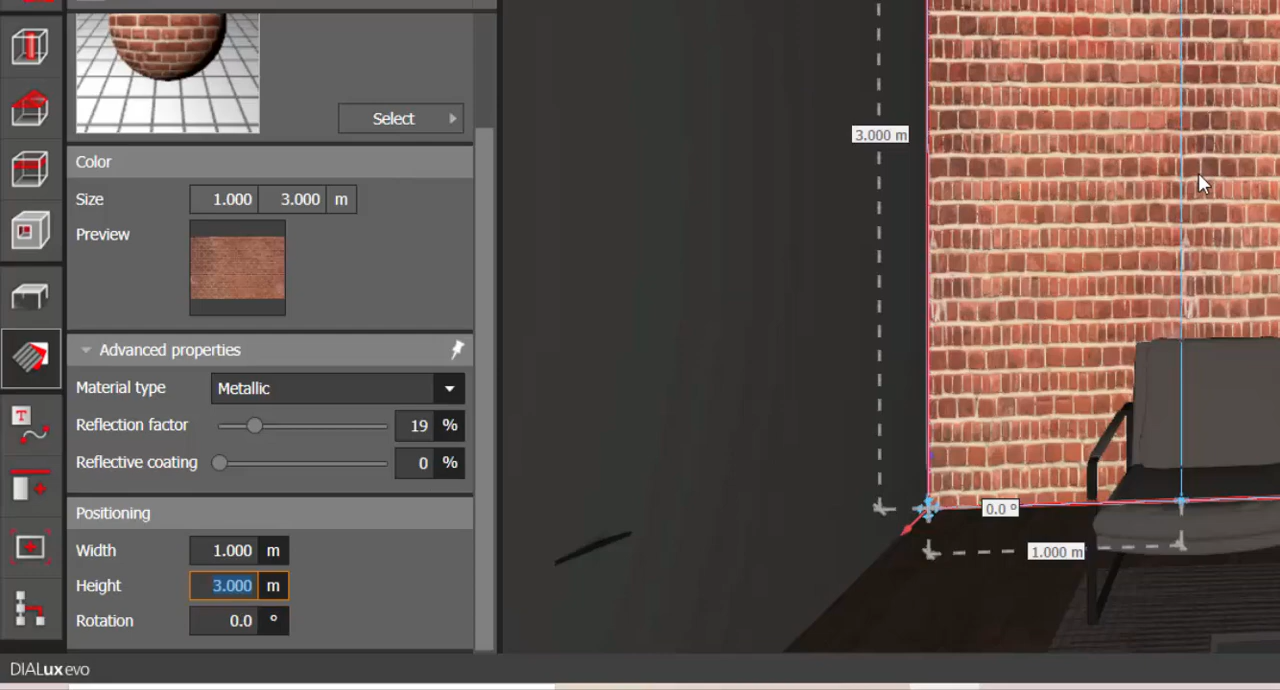 Select
Color
Size 1.000 3.000 m
Preview
Advanced properties
Material type Metallic
Reflection factor 19 %
Reflective coating 0 %
Positioning
Width 1.000 m
Height 3.000 m
Rotation 0.0 °
DIALux evo
T
3.000 m
0.0 °
1.000 m